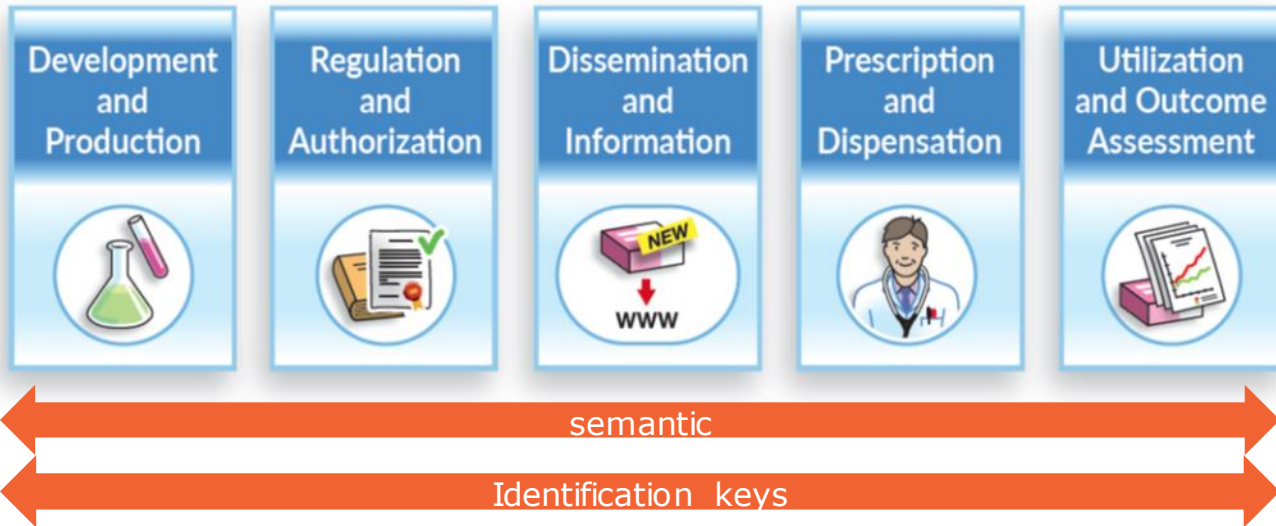 Development
and
Production
Regulation
and
Authorization
Dissemination
and
Information
Prescription
and
Dispensation
Utilization
and Outcome
Assessment
NEW
WWW
semantic
Identification keys